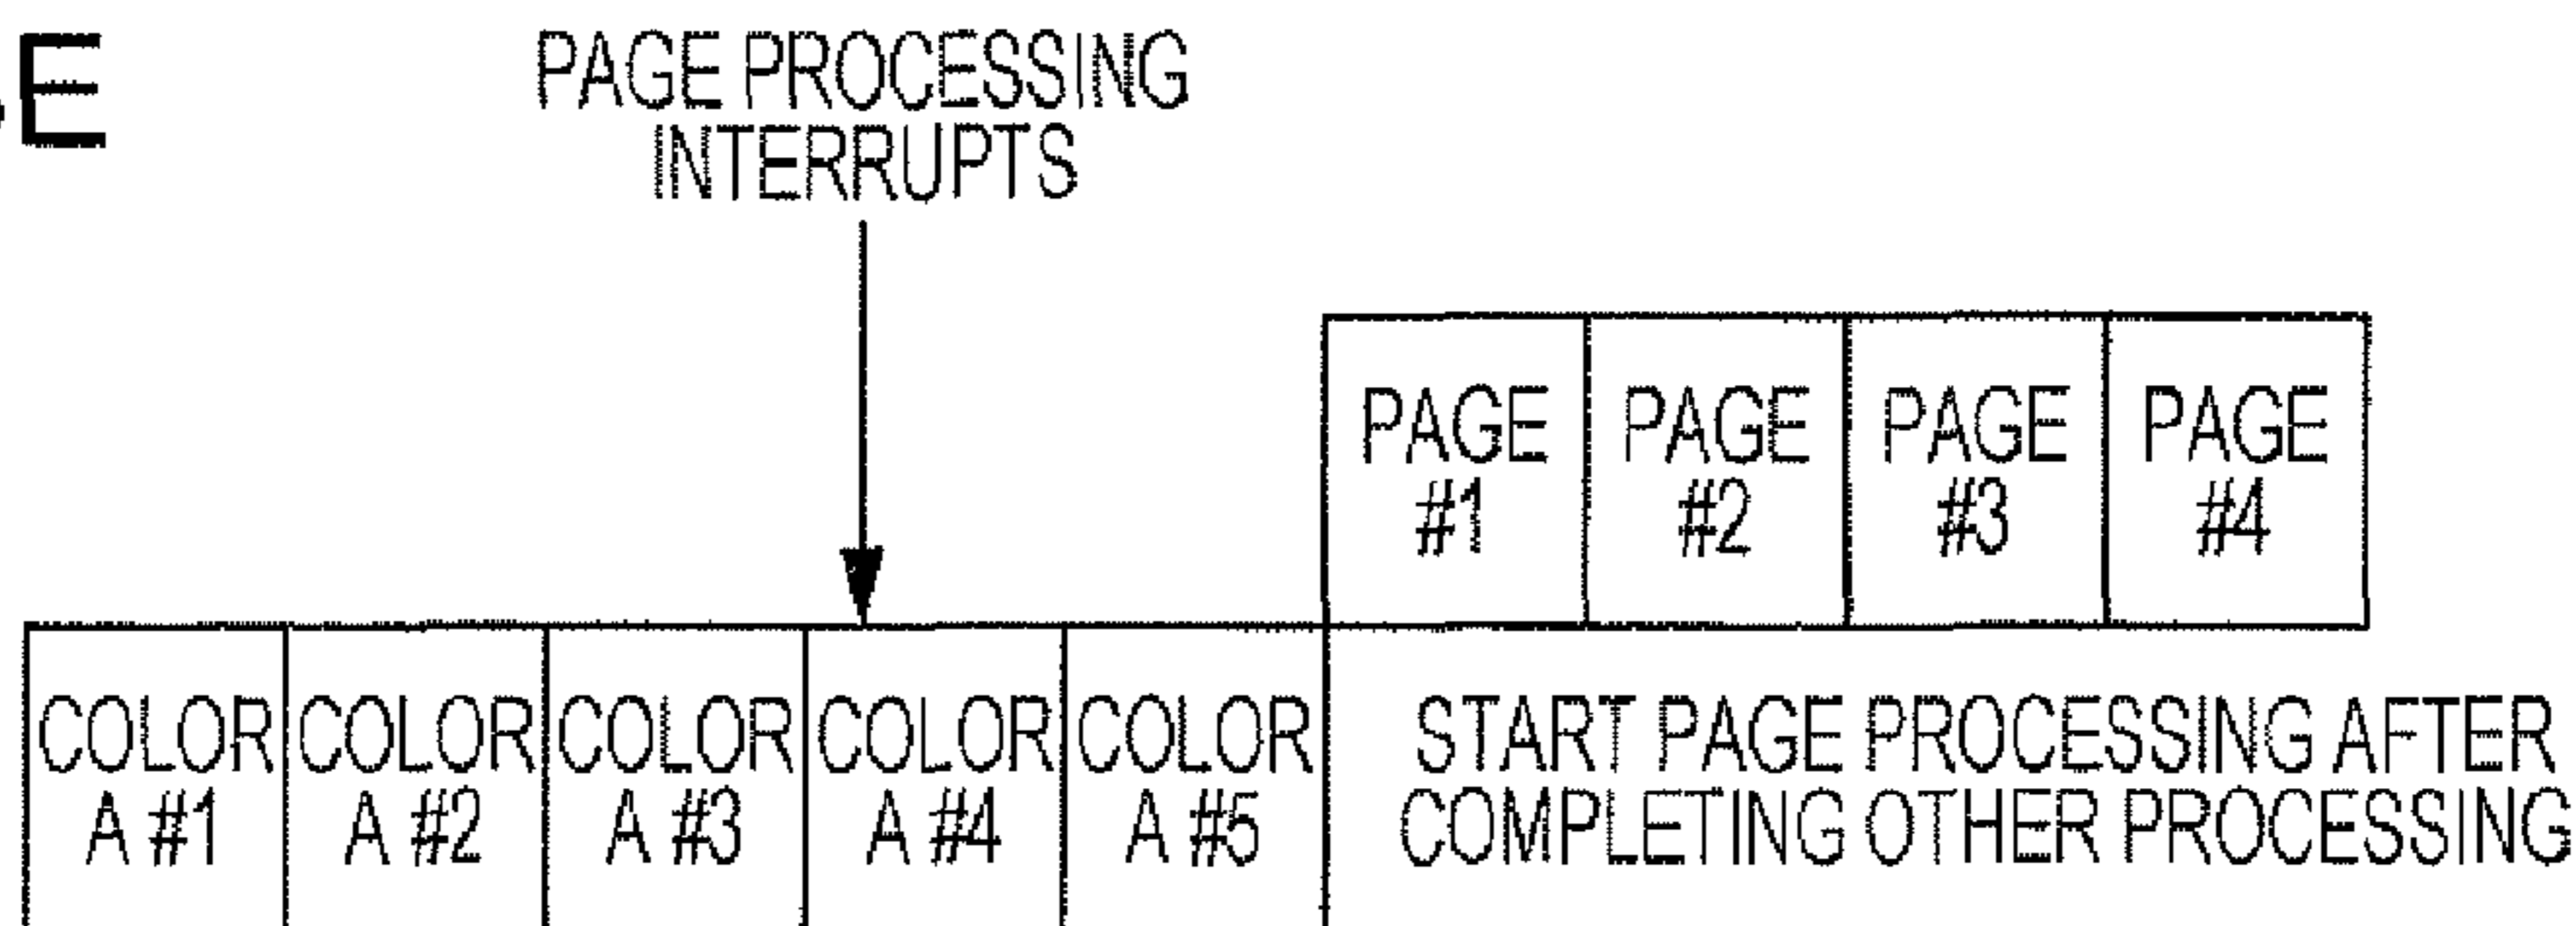 E
PAGE PROCESSING
INTERRUPTS
PAGE PAGE PAGE PAGE
#1 #2 #3 #4
COLOR COLOR COLOR COLOR COLOR
A #1 A #2 A #3 A #4 A #5
START PAGE PROCESSING AFTER
COMPLETING OTHER PROCESSING